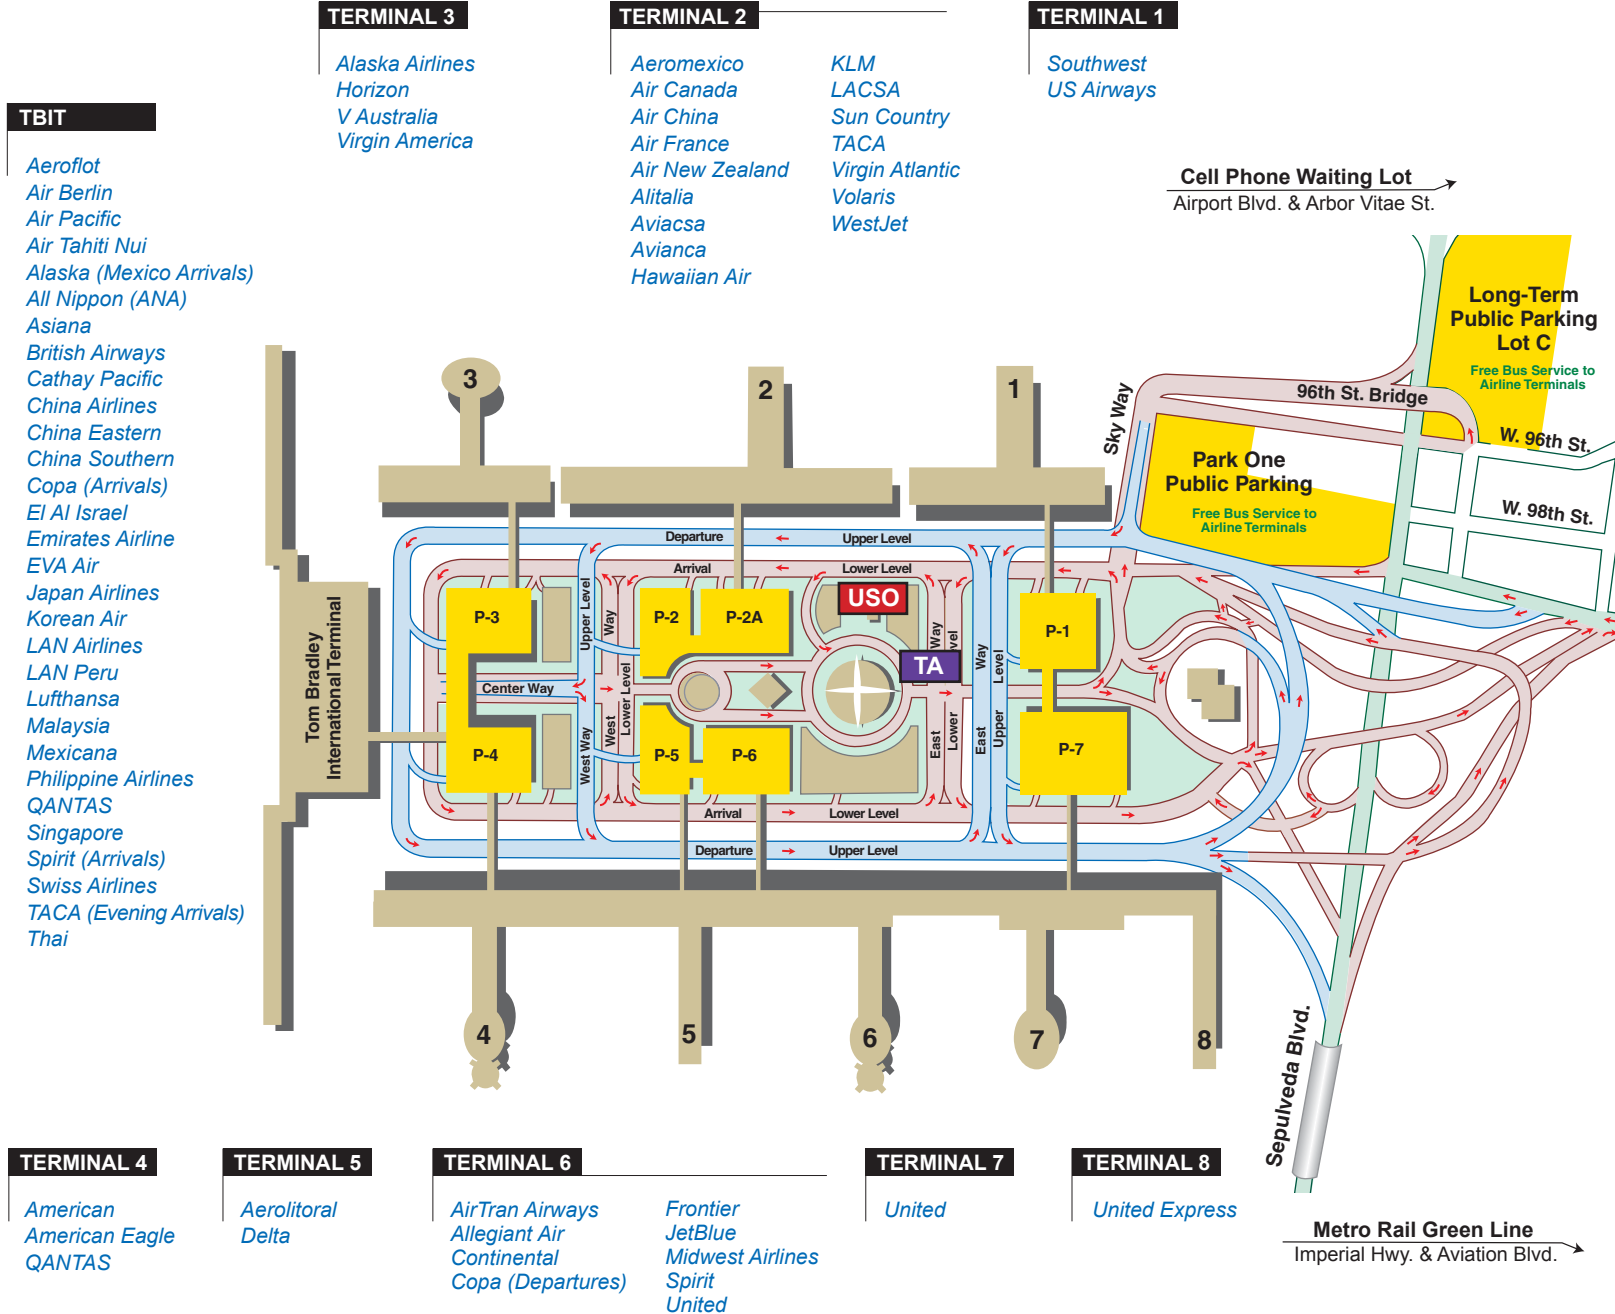 TERMINAL 3
Alaska Airlines
Horizon
V Australia
Virgin America
TERMINAL 2
Aeromexico
Air Canada
Air China
Air France
Air New Zealand
Alitalia
Aviacsa
Avianca
Hawaiian Air
KLM
LACSA
Sun Country
TACA
Virgin Atlantic
Volaris
WestJet
TERMINAL 1
Southwest
US Airways
TBIT
Aeroflot
Air Berlin
Air Pacific
Air Tahiti Nui
Alaska (Mexico Arrivals)
All Nippon (ANA)
Asiana
British Airways
Cathay Pacific
China Airlines
China Eastern
China Southern
Copa (Arrivals)
El Al Israel
Emirates Airline
EVA Air
Japan Airlines
Korean Air
LAN Airlines
LAN Peru
Lufthansa
Malaysia
Mexicana
Philippine Airlines
QANTAS
Singapore
Spirit (Arrivals)
Swiss Airlines
TACA (Evening Arrivals)
Thai
Cell Phone Waiting Lot
Airport Blvd. & Arbor Vitae St.
Long-Term
Public Parking
Lot C
Free Bus Service to
Airline Terminals
96th St. Bridge
Sky Way
W. 96th St.
W. 98th St.
Park One
Public Parking
Free Bus Service to
Airline Terminals
3
2
1
Departure
Upper Level
Arrival
Lower Level
USO
TA
P-3
P-2
P-2A
P-1
Upper Level
Way
Lower Level
West
West Way
Center Way
Way
Way
Level
East
Lower
East
Upper
Tom Bradley
International Terminal
P-4
P-5
P-6
P-7
Arrival
Lower Level
Departure
Upper Level
4
5
6
7
8
Sepulveda Blvd.
TERMINAL 4
American
American Eagle
QANTAS
TERMINAL 5
Aerolitoral
Delta
TERMINAL 6
AirTran Airways
Allegiant Air
Continental
Copa (Departures)
Frontier
JetBlue
Midwest Airlines
Spirit
United
TERMINAL 7
United
TERMINAL 8
United Express
Metro Rail Green Line
Imperial Hwy. & Aviation Blvd.